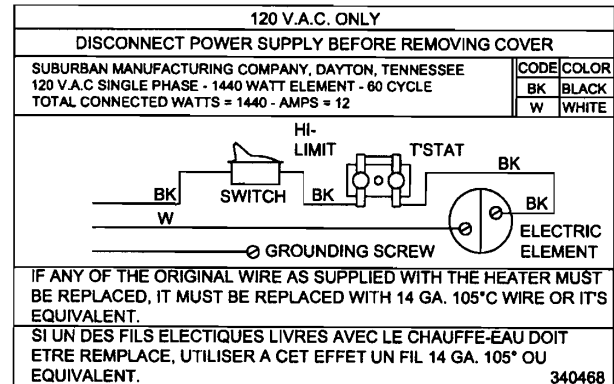 120 V.A.C. ONLY
DISCONNECT POWER SUPPLY BEFORE REMOVING COVER
SUBURBAN MANUFACTURING COMPANY, DAYTON, TENNESSEE
120 V.A.C SINGLE PHASE - 1440 WATT ELEMENT - 60 CYCLE
TOTAL CONNECTED WATTS = 1440 - AMPS = 12
CODE COLOR
BK BLACK
W WHITE
HI-
LIMIT
T'STAT
BK
BK
SWITCH
BK
BK
W
ELECTRIC
ELEMENT
GROUNDING SCREW
IF ANY OF THE ORIGINAL WIRE AS SUPPLIED WITH THE HEATER MUST
BE REPLACED, IT MUST BE REPLACED WITH 14 GA. 105°C WIRE OR IT'S
EQUIVALENT.
SI UN DES FILS ELECTIQUES LIVRES AVEC LE CHAUFFE-EAU DOIT
ETRE REMPLACE, UTILISER A CET EFFET UN FIL 14 GA. 105° OU
EQUIVALENT.
340468